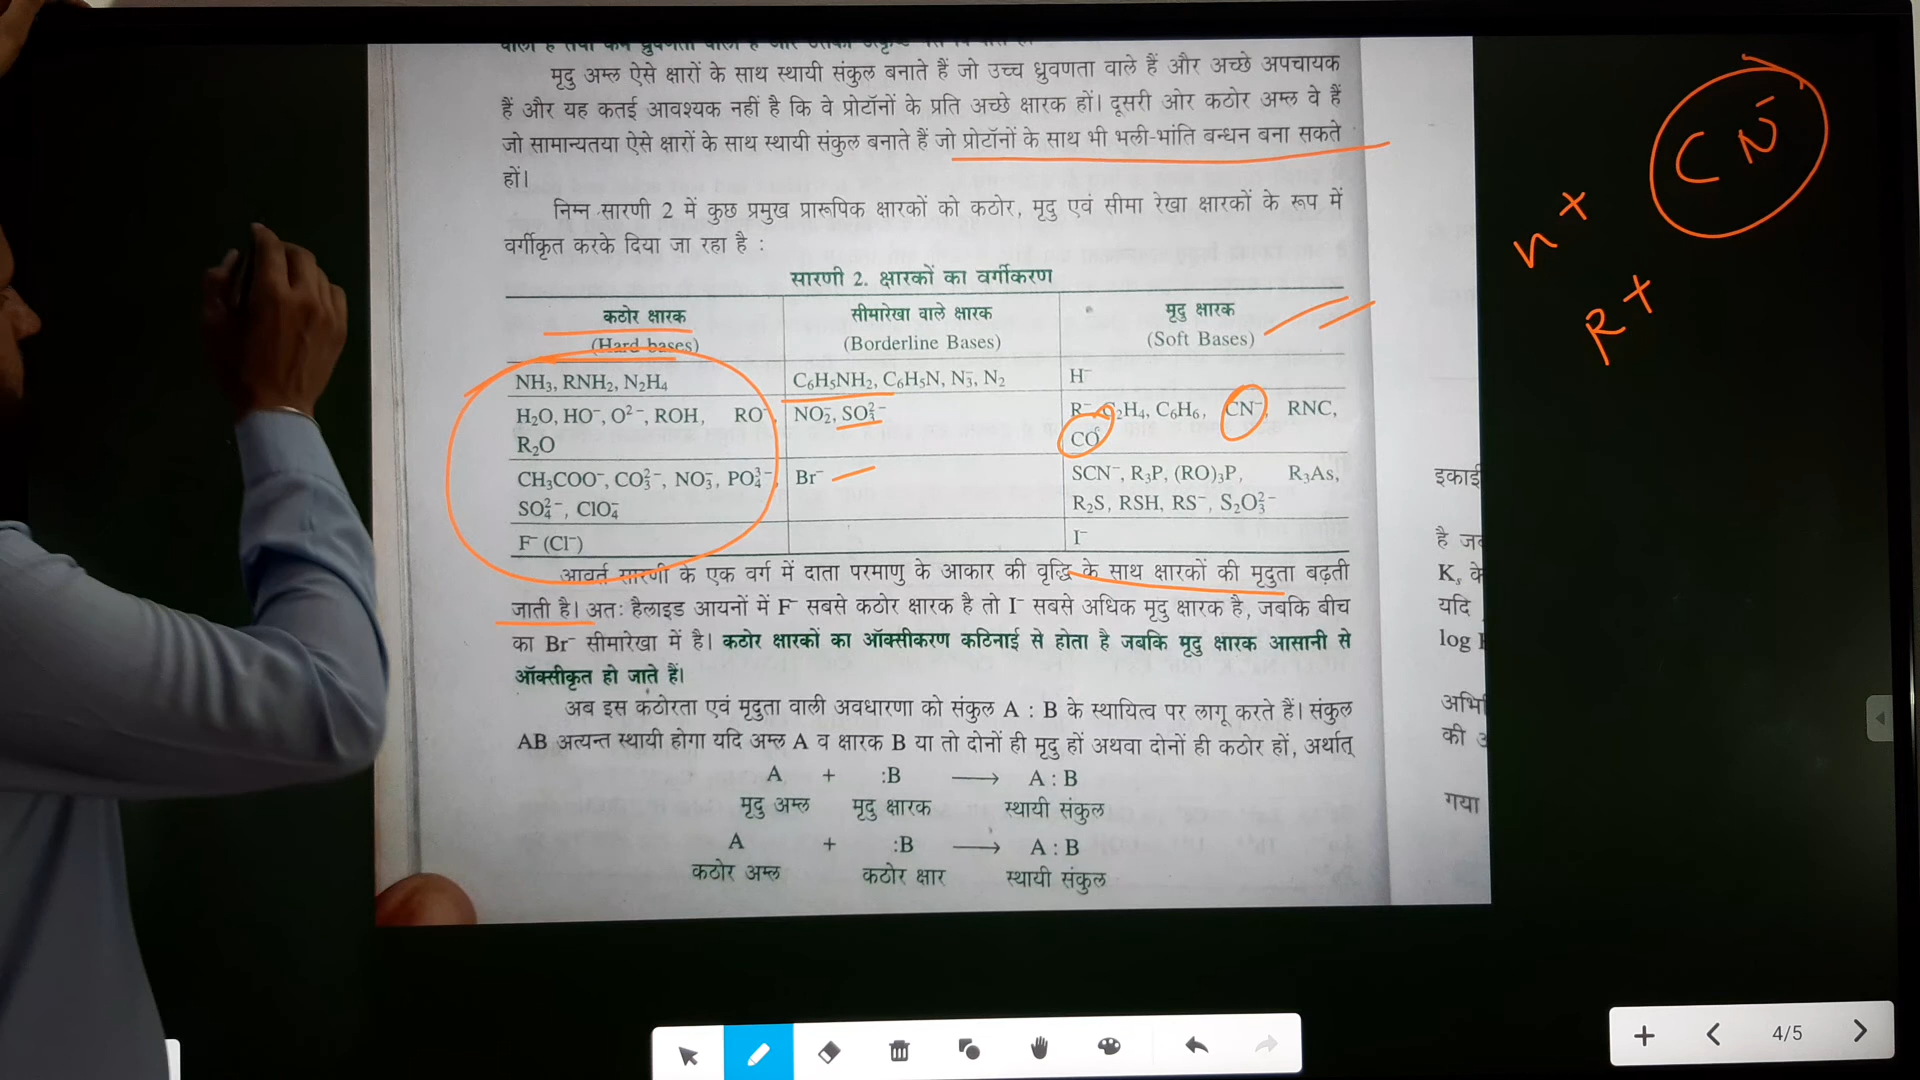 मृदु अम्ल ऐसे क्षारों के साथ स्थायी संकुल बनाते हैं जो उच्च ध्रुवणता वाले हैं और अच्छे अपचायक
हैं और यह कतई आवश्यक नहीं है कि वे प्रोटॉनों के प्रति अच्छे क्षारक हों। दूसरी ओर कठोर अम्ल वे हैं
जो सामान्यतया ऐसे क्षारों के साथ स्थायी संकुल बनाते हैं जो प्रोटॉनों के साथ भी भली-भांति बन्धन बना सकते
हों।
निम्न सारणी 2 में कुछ प्रमुख प्रारूपिक क्षारकों को कठोर, मृदु एवं सीमा रेखा क्षारकों के रूप में
वर्गीकृत करके दिया जा रहा है :
सारणी 2. क्षारकों का वर्गीकरण
कठोर क्षारक सीमारेखा वाले क्षारक मृदु क्षारक
(Hard bases) (Borderline Bases) (Soft Bases)
NH₃, RNH₂, N₂H₄ C₆H₅NH₂, C₆H₅N, N₃⁻, N₂ H⁻
H₂O, HO⁻, O²⁻, ROH, RO⁻, NO₂⁻, SO₃²⁻ R⁻, C₂H₄, C₆H₆, CN⁻, RNC,
R₂O CO
CH₃COO⁻, CO₃²⁻, NO₃⁻, PO₄³⁻, Br⁻ SCN⁻, R₃P, (RO)₃P, R₃As,
SO₄²⁻, ClO₄⁻ R₂S, RSH, RS⁻, S₂O₃²⁻
F⁻ (Cl⁻) I⁻
आवर्त सारणी के एक वर्ग में दाता परमाणु के आकार की वृद्धि के साथ क्षारकों की मृदुता बढ़ती
जाती है। अतः हैलाइड आयनों में F⁻ सबसे कठोर क्षारक है तो I⁻ सबसे अधिक मृदु क्षारक है, जबकि बीच
का Br⁻ सीमारेखा में है। कठोर क्षारकों का ऑक्सीकरण कठिनाई से होता है जबकि मृदु क्षारक आसानी से
ऑक्सीकृत हो जाते हैं।
अब इस कठोरता एवं मृदुता वाली अवधारणा को संकुल A : B के स्थायित्व पर लागू करते हैं। संकुल
AB अत्यन्त स्थायी होगा यदि अम्ल A व क्षारक B या तो दोनों ही मृदु हों अथवा दोनों ही कठोर हों, अर्थात्
A + :B ⟶ A : B
मृदु अम्ल मृदु क्षारक स्थायी संकुल
A + :B ⟶ A : B
कठोर अम्ल कठोर क्षार स्थायी संकुल
CN⁻
n +
R +
इकाई
है जब
Kₛ के
यदि
log
की
गया
4/5